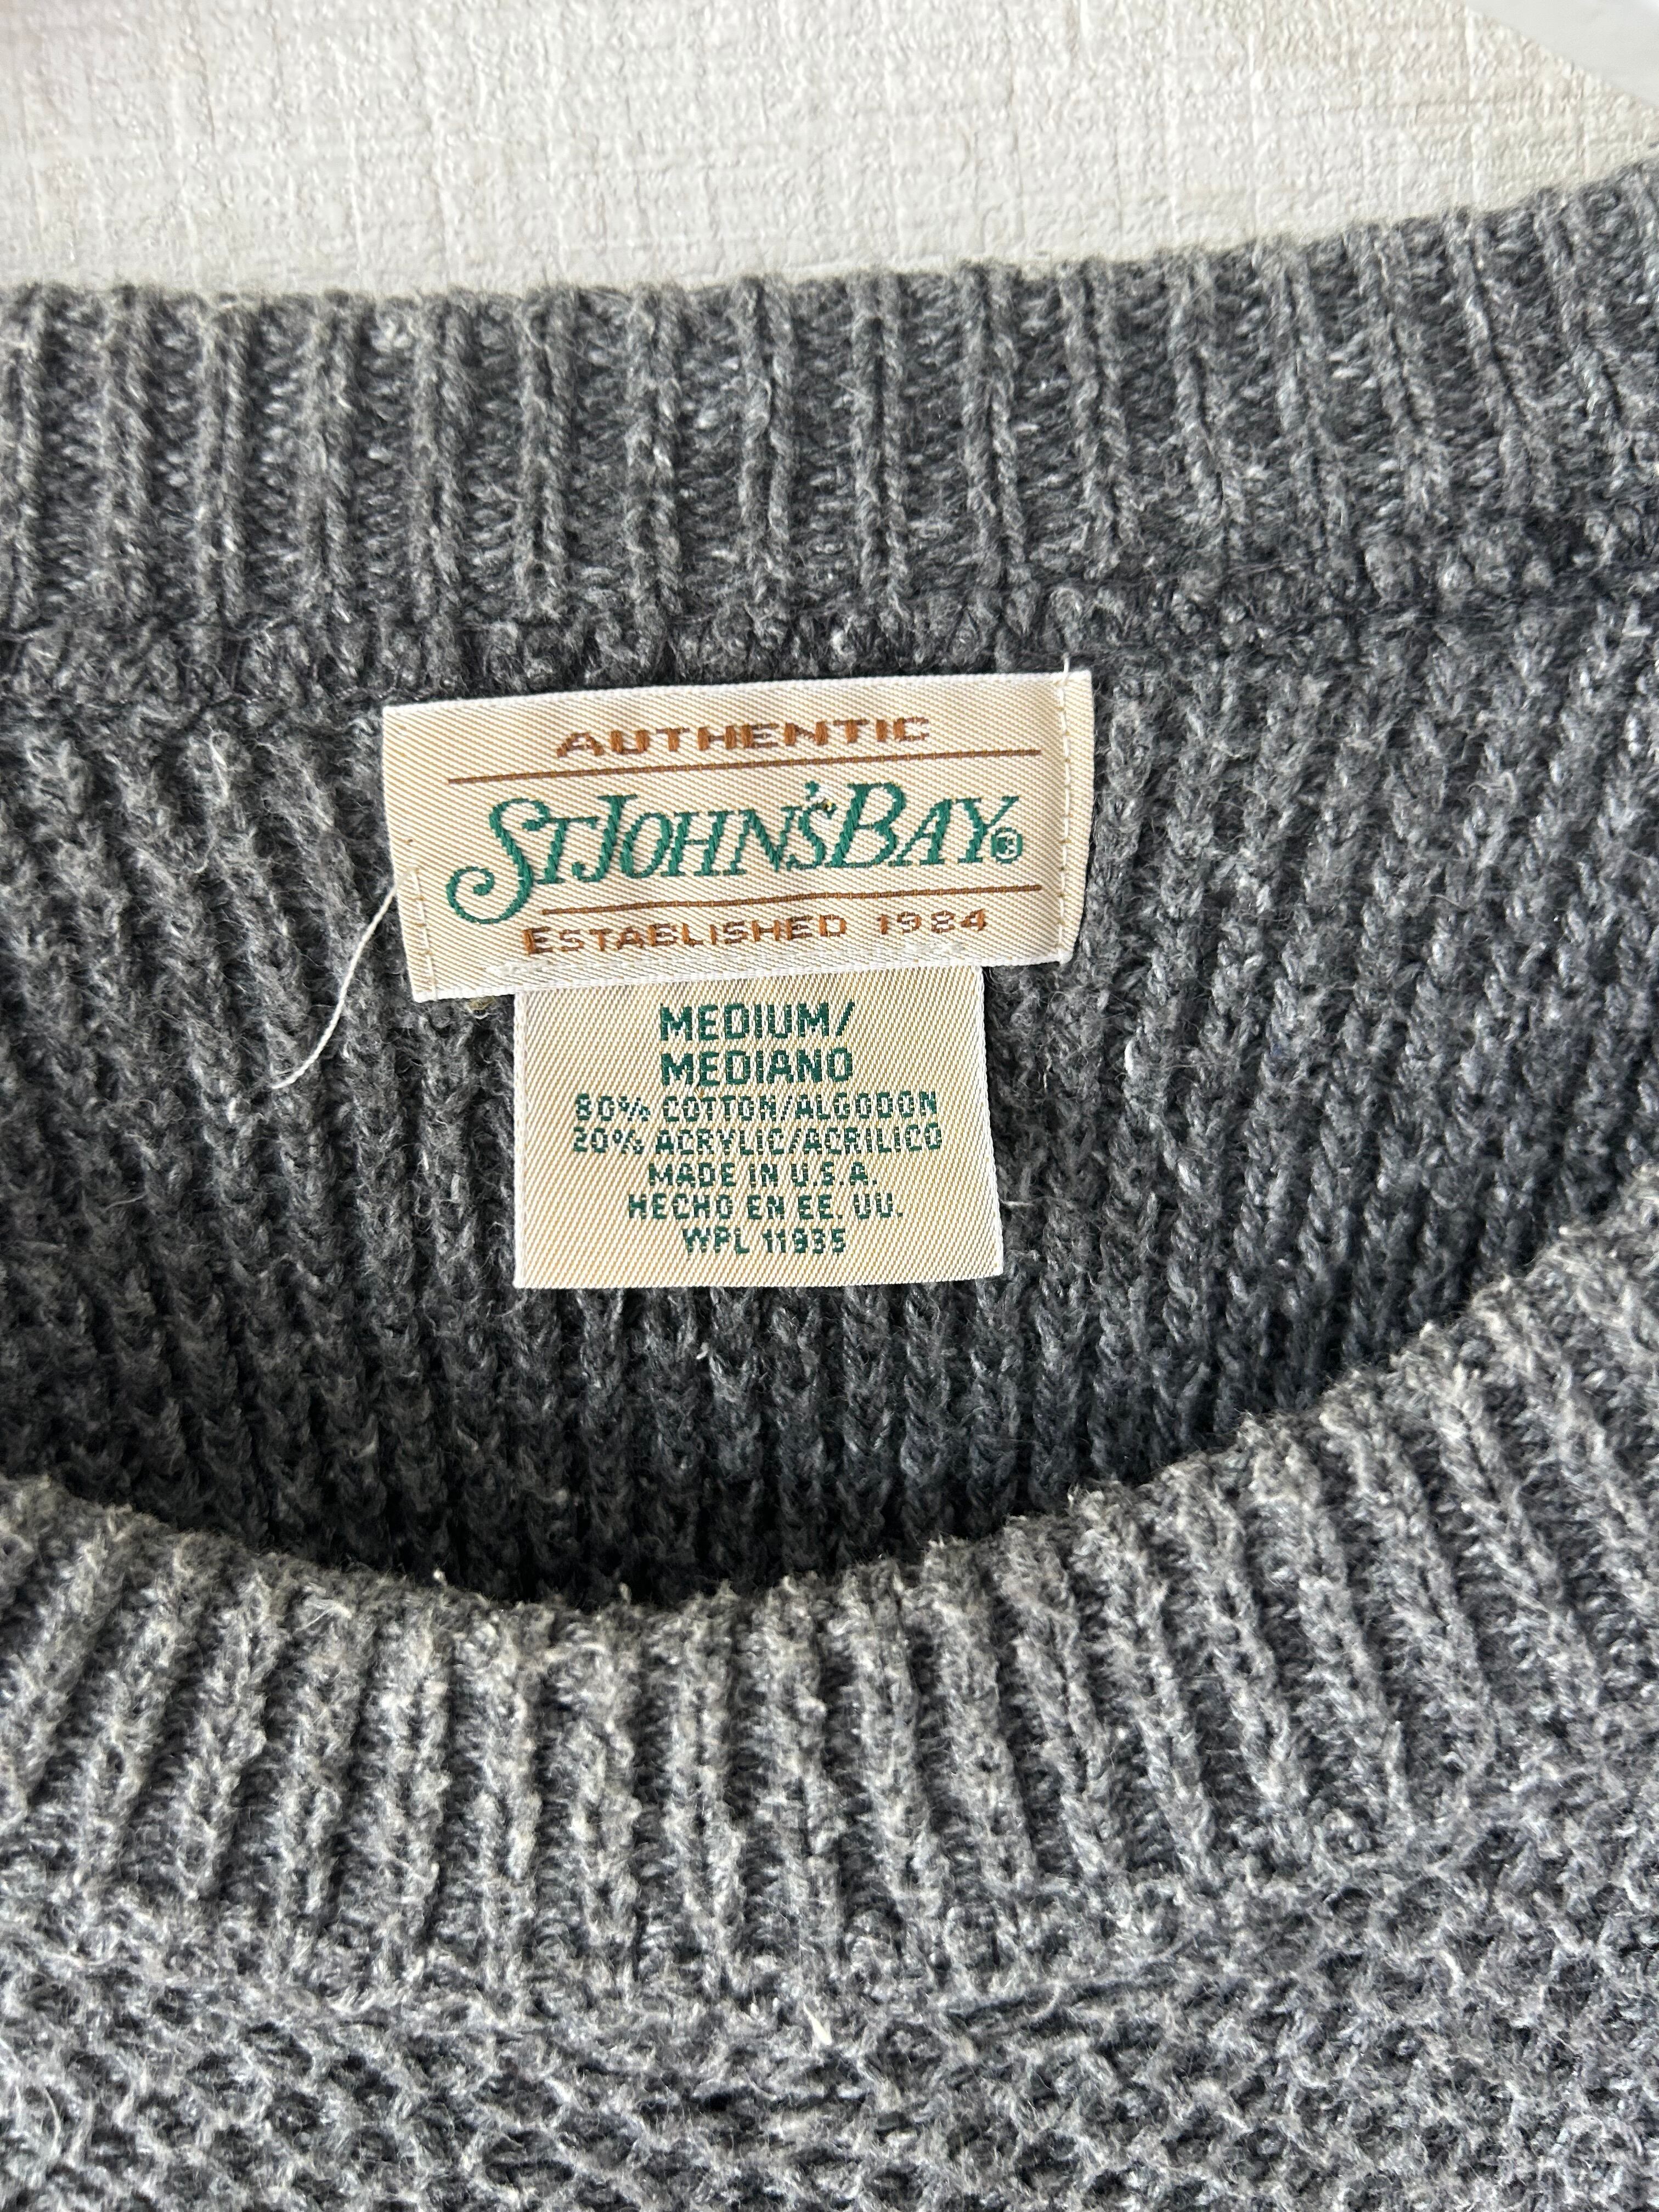 AUTHENTIC
ST JOHN'S BAY®
ESTABLISHED 1984
MEDIUM/
MEDIANO
80% COTTON/ALGODON
20% ACRYLIC/ACRILICO
MADE IN U.S.A.
HECHO EN EE. UU.
WPL 11935